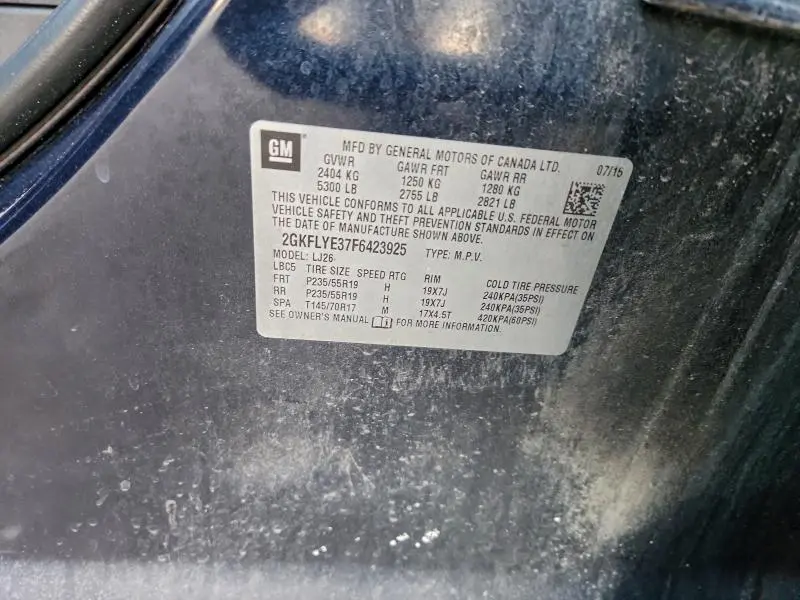 GM
MFD BY GENERAL MOTORS OF CANADA LTD. 07/15
GVWR GAWR FRT GAWR RR
2404 KG 1250 KG 1280 KG
5300 LB 2755 LB 2821 LB
THIS VEHICLE CONFORMS TO ALL APPLICABLE U.S. FEDERAL MOTOR
VEHICLE SAFETY AND THEFT PREVENTION STANDARDS IN EFFECT ON
THE DATE OF MANUFACTURE SHOWN ABOVE.
2GKFLYE37F6423925 TYPE: M.P.V.
MODEL: LJ26
LBC5 TIRE SIZE SPEED RTG RIM COLD TIRE PRESSURE
FRT P235/55R19 H 19X7J 240KPA(35PSI)
RR P235/55R19 H 19X7J 240KPA(35PSI)
SPA T145/70R17 M 17X4.5T 420KPA(60PSI)
SEE OWNER'S MANUAL FOR MORE INFORMATION.